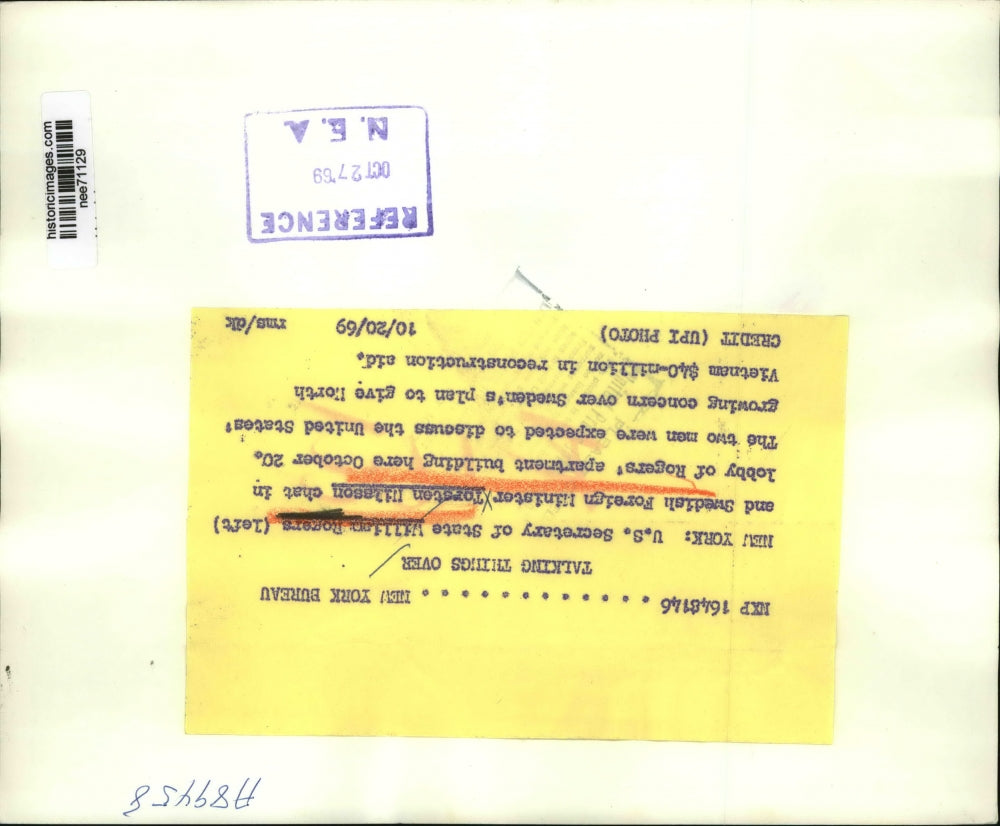 NXP 1648146 . . . . . . . . . . . . . NEW YORK BUREAU
TALKING THINGS OVER
NEW YORK: U.S. Secretary of State William Rogers (left)
and Swedish Foreign Minister Torsten Nilsson chat in
lobby of Rogers' apartment building here October 20.
The two men were expected to discuss the United States'
growing concern over Sweden's plan to give North
Vietnam $40-million in reconstruction aid.
CREDIT (UPI PHOTO) 10/20/69 rms/dk
REFERENCE
OCT 27 '69
N. E. A
historicimages.com
nee71129